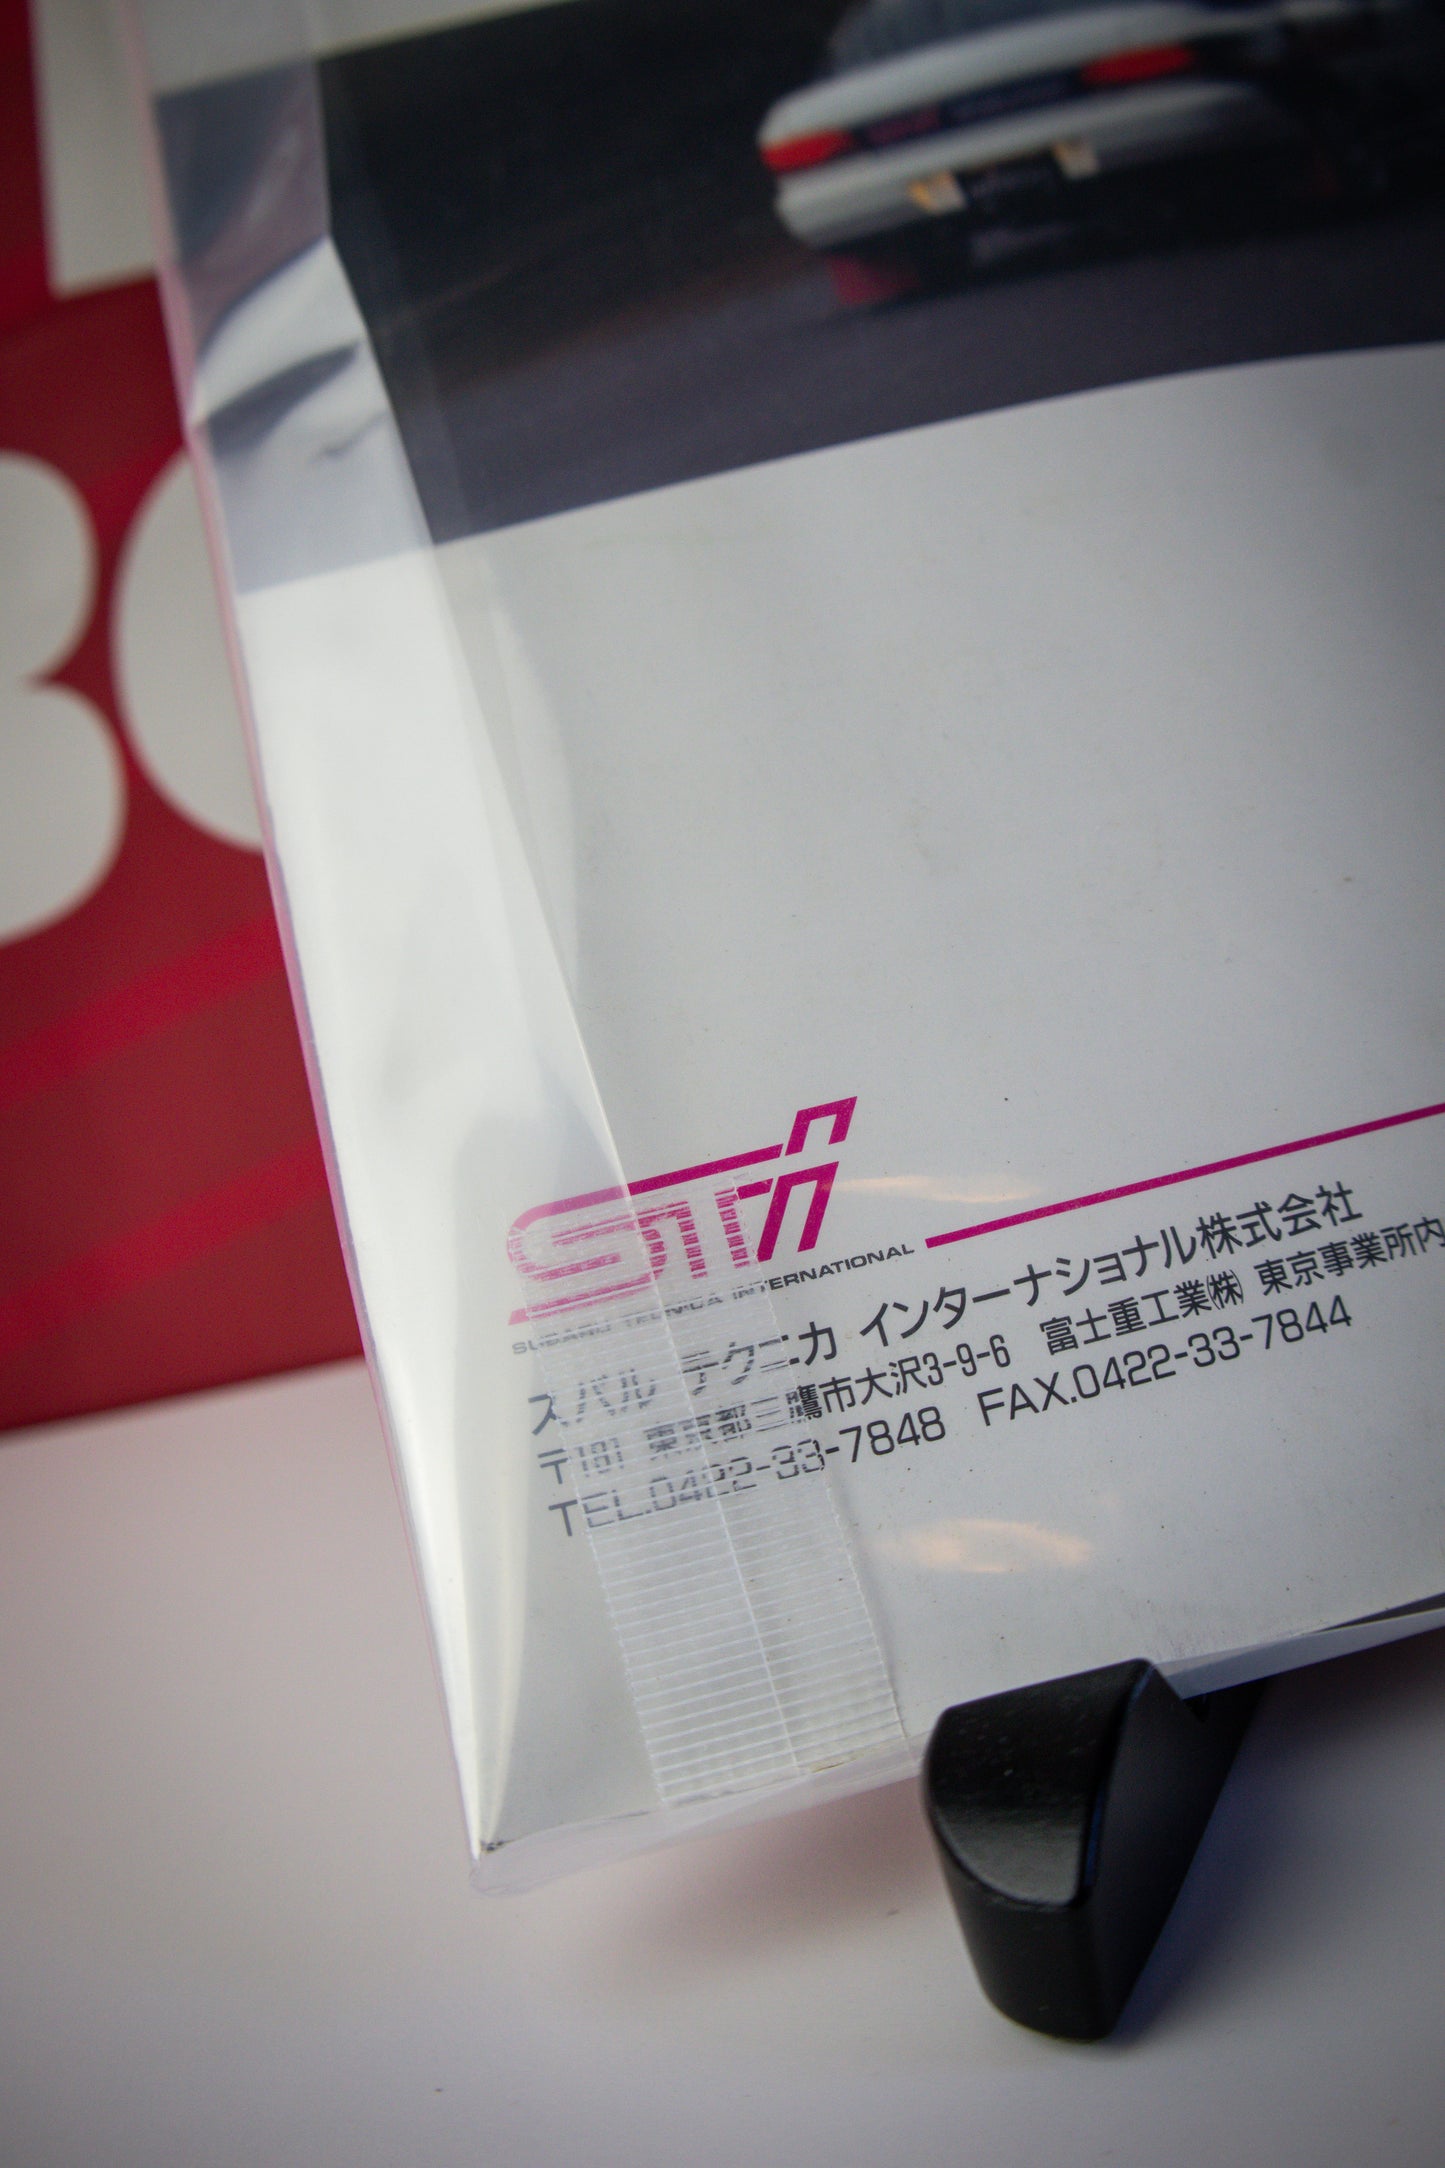 STi
SUBARU TECNICA INTERNATIONAL
スバル テクニカ インターナショナル株式会社
〒181 東京都三鷹市大沢3-9-6 富士重工業㈱ 東京事業所内
TEL.0422-33-7848 FAX.0422-33-7844